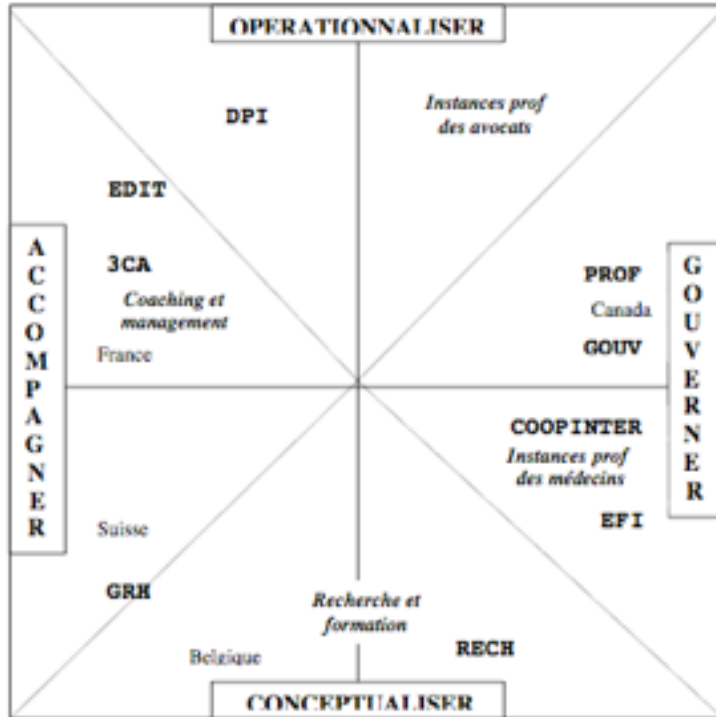 OPERATIONNALISER
Instances prof
des avocats
DPI
EDIT
ACCOMPAGNER
3CA
Coaching et
management
France
GOUVERNER
PROF
Canada
GOUV
COOPINTER
Instances prof
des médecins
EFI
Suisse
GRH
Recherche et
formation
Belgique
RECH
CONCEPTUALISER